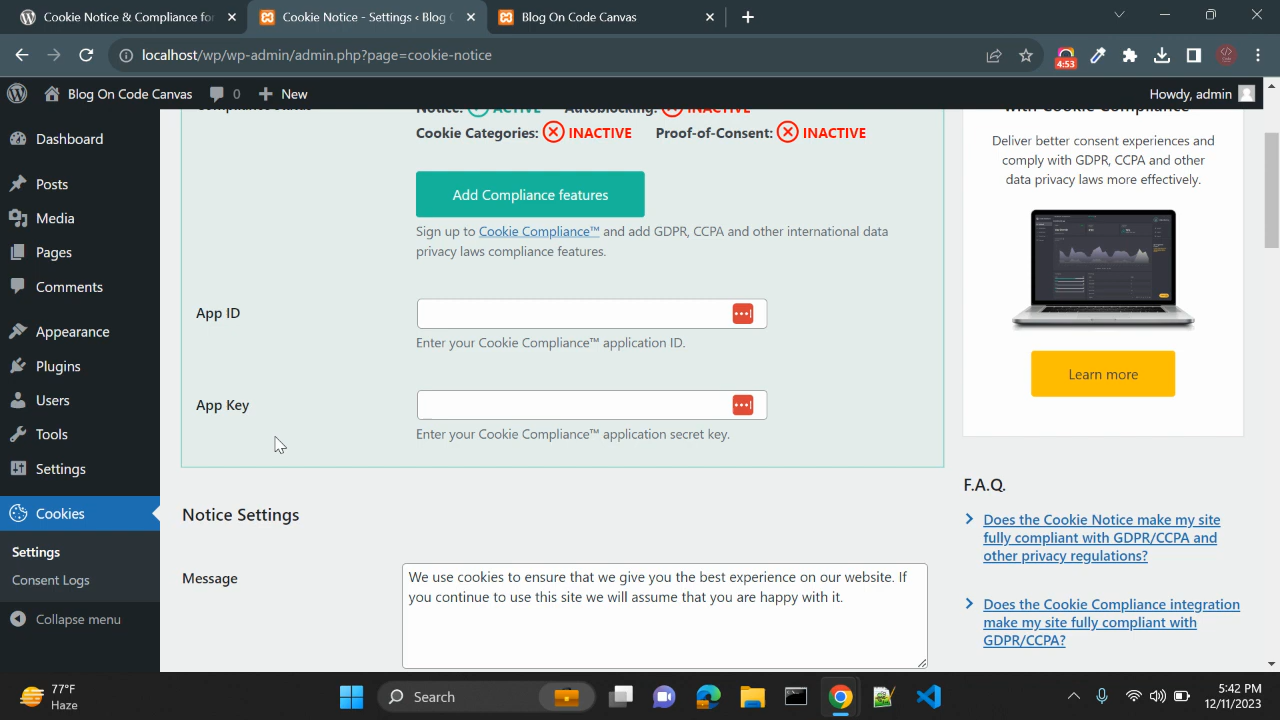 Cookie Notice & Compliance for
Cookie Notice - Settings ‹ Blog O
Blog On Code Canvas
localhost/wp/wp-admin/admin.php?page=cookie-notice
4:53
Blog On Code Canvas
0
New
Howdy, admin
Dashboard
Posts
Media
Pages
Comments
Appearance
Plugins
Users
Tools
Settings
Cookies
Settings
Consent Logs
Collapse menu
Compliance Status
Notice: ACTIVE Autoblocking: INACTIVE
Cookie Categories: INACTIVE Proof-of-Consent: INACTIVE
Add Compliance features
Sign up to Cookie Compliance™ and add GDPR, CCPA and other international data
privacy laws compliance features.
App ID
Enter your Cookie Compliance™ application ID.
App Key
Enter your Cookie Compliance™ application secret key.
Notice Settings
Message
We use cookies to ensure that we give you the best experience on our website. If
you continue to use this site we will assume that you are happy with it.
with Cookie Compliance
Deliver better consent experiences and
comply with GDPR, CCPA and other
data privacy laws more effectively.
Learn more
F.A.Q.
Does the Cookie Notice make my site
fully compliant with GDPR/CCPA and
other privacy regulations?
Does the Cookie Compliance integration
make my site fully compliant with
GDPR/CCPA?
77°F
Haze
Search
5:42 PM
12/11/2023